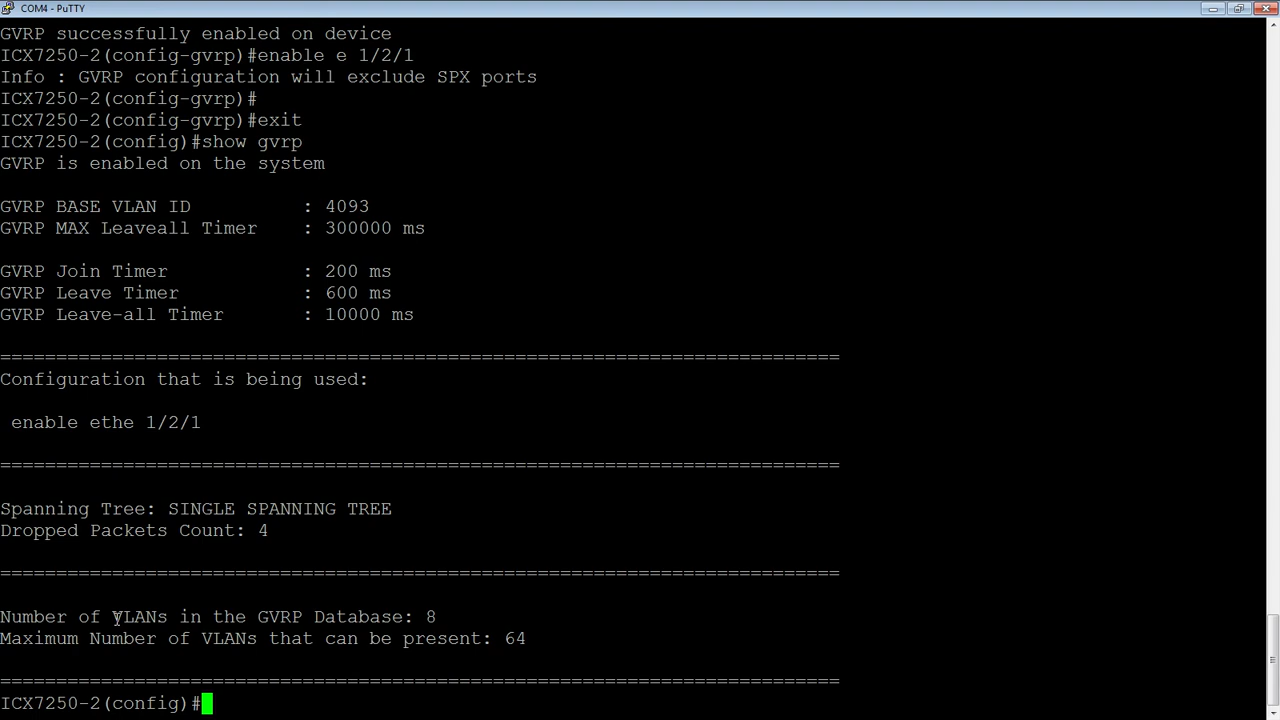 COM4 - PuTTY
GVRP successfully enabled on device
ICX7250-2(config-gvrp)#enable e 1/2/1
Info : GVRP configuration will exclude SPX ports
ICX7250-2(config-gvrp)#
ICX7250-2(config-gvrp)#exit
ICX7250-2(config)#show gvrp
GVRP is enabled on the system
GVRP BASE VLAN ID : 4093
GVRP MAX Leaveall Timer : 300000 ms
GVRP Join Timer : 200 ms
GVRP Leave Timer : 600 ms
GVRP Leave-all Timer : 10000 ms
===========================================================================
Configuration that is being used:
enable ethe 1/2/1
===========================================================================
Spanning Tree: SINGLE SPANNING TREE
Dropped Packets Count: 4
===========================================================================
Number of VLANs in the GVRP Database: 8
Maximum Number of VLANs that can be present: 64
===========================================================================
ICX7250-2(config)#